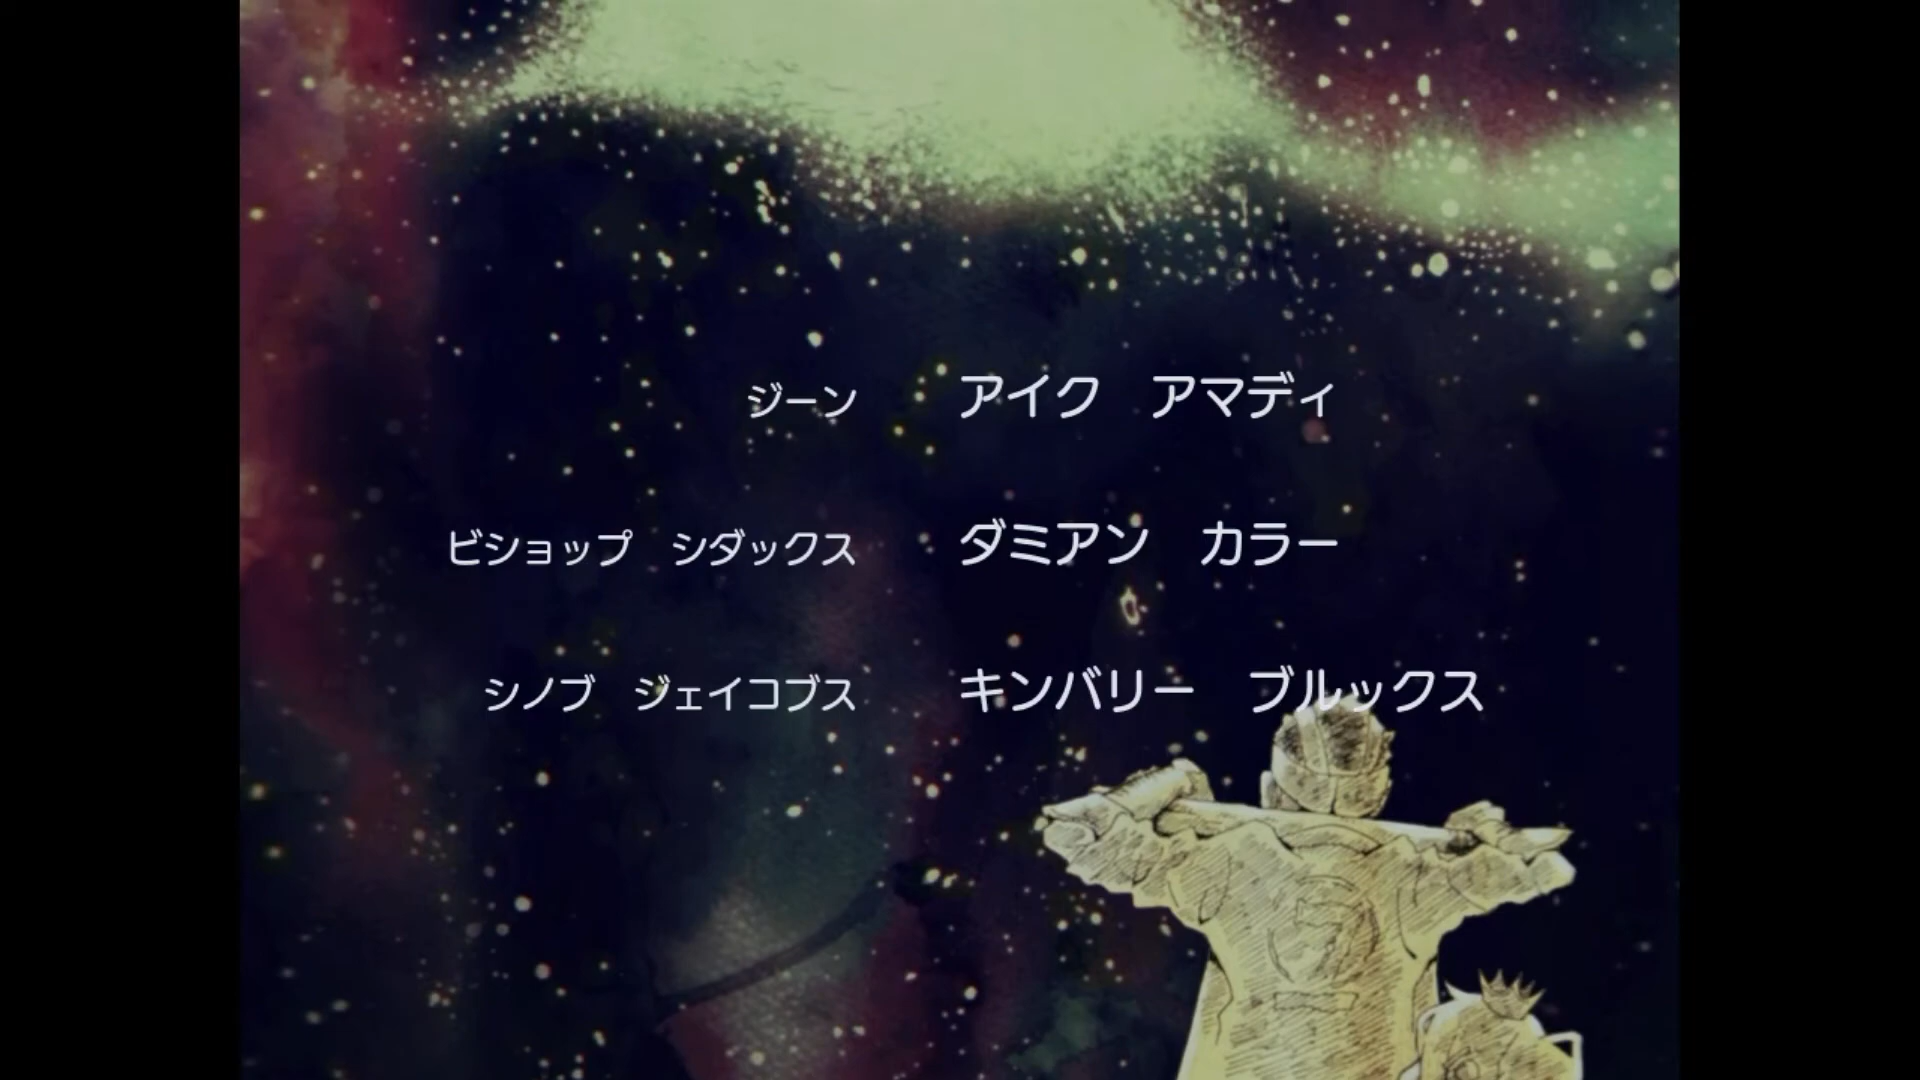 ジーン　アイク　アマディ
ビショップ　シダックス　ダミアン　カラー
シノブ　ジェイコブス　キンバリー　ブルックス